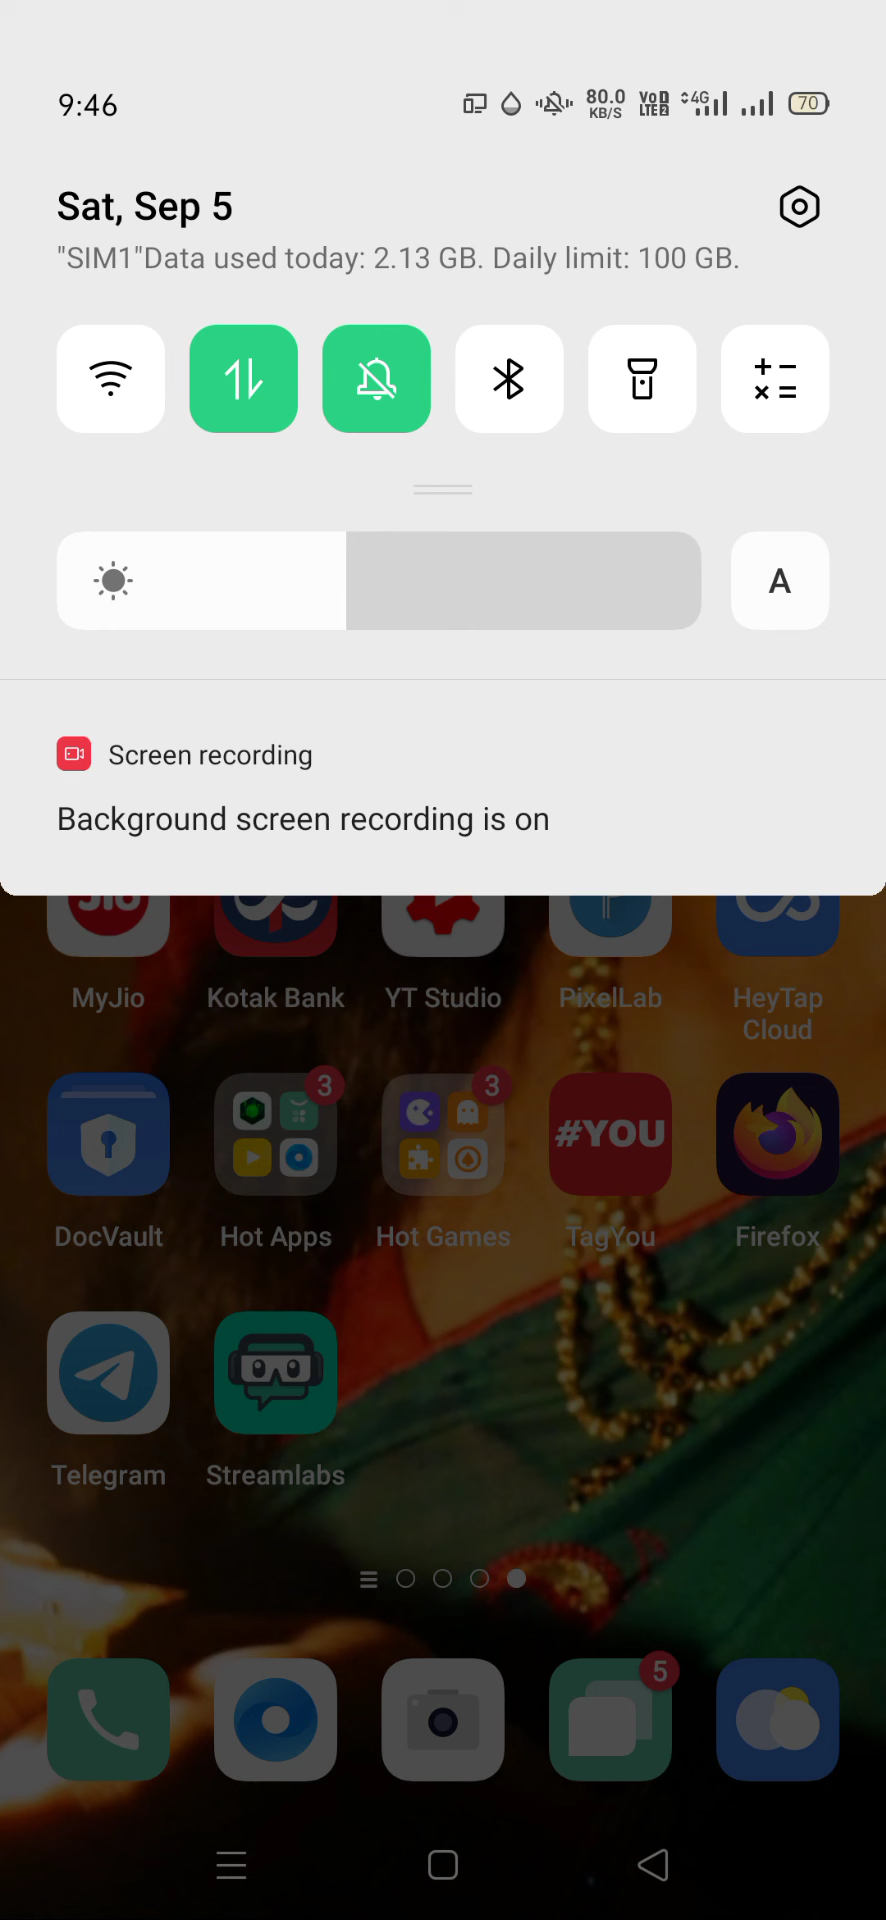 9:46
80.0
KB/S
VoD
LTE2
4G
70
Sat, Sep 5
"SIM1"Data used today: 2.13 GB. Daily limit: 100 GB.
A
Screen recording
Background screen recording is on
MyJio
Kotak Bank
YT Studio
PixelLab
HeyTap
Cloud
3
3
#YOU
DocVault
Hot Apps
Hot Games
TagYou
Firefox
Telegram
Streamlabs
5